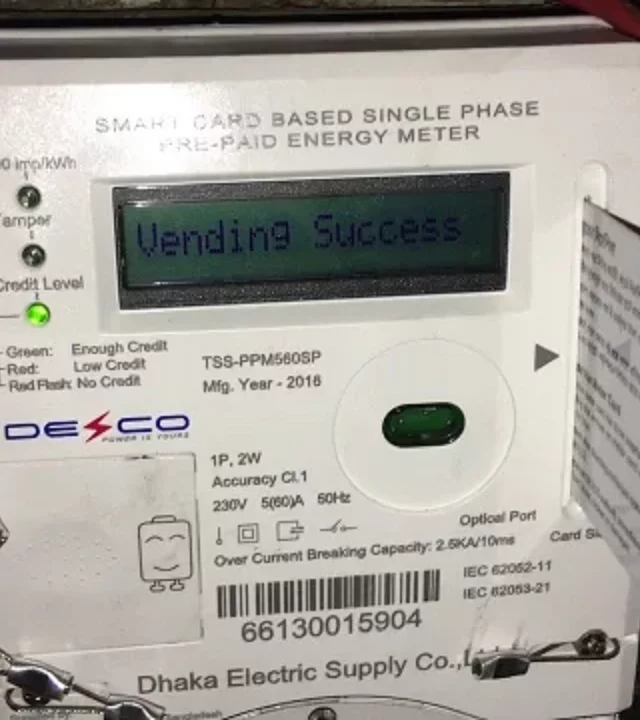 SMART CARD BASED SINGLE PHASE
PRE-PAID ENERGY METER
imp/kWh
Vending Success
Credit Level
Green: Enough Credit
Red: Low Credit
Red Flash: No Credit
TSS-PPM560SP
Mfg. Year - 2016
DESCO
POWER IS YOURS
1P, 2W
Accuracy Cl.1
230V 5(60)A 50Hz
Optical Port
Card
Over Current Breaking Capacity: 2.5KA/10ms
IEC 62052-11
IEC 62053-21
66130015904
Dhaka Electric Supply Co.,
Bangladesh